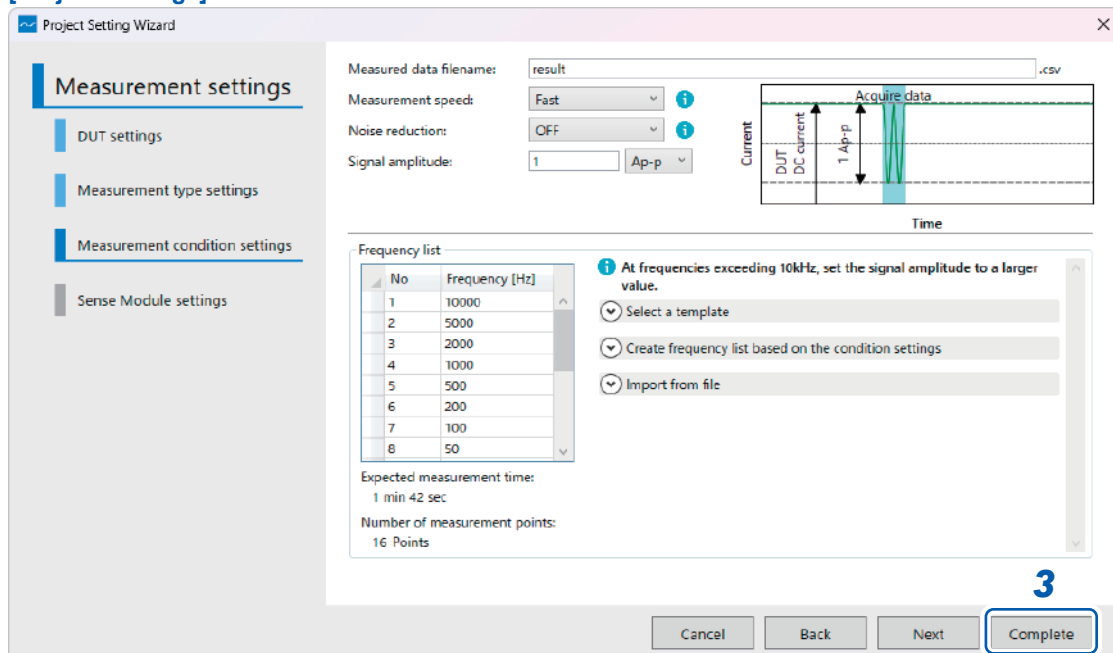 Project Setting Wizard
Measurement settings
DUT settings
Measurement type settings
Measurement condition settings
Sense Module settings
Measured data filename: result .csv
Measurement speed: Fast
Noise reduction: OFF
Signal amplitude: 1 Ap-p
Acquire data
Current
DUT
DC current
1 Ap-p
Time
Frequency list
No Frequency [Hz]
1 10000
2 5000
3 2000
4 1000
5 500
6 200
7 100
8 50
Expected measurement time:
1 min 42 sec
Number of measurement points:
16 Points
At frequencies exceeding 10kHz, set the signal amplitude to a larger
value.
Select a template
Create frequency list based on the condition settings
Import from file
3
Cancel Back Next Complete